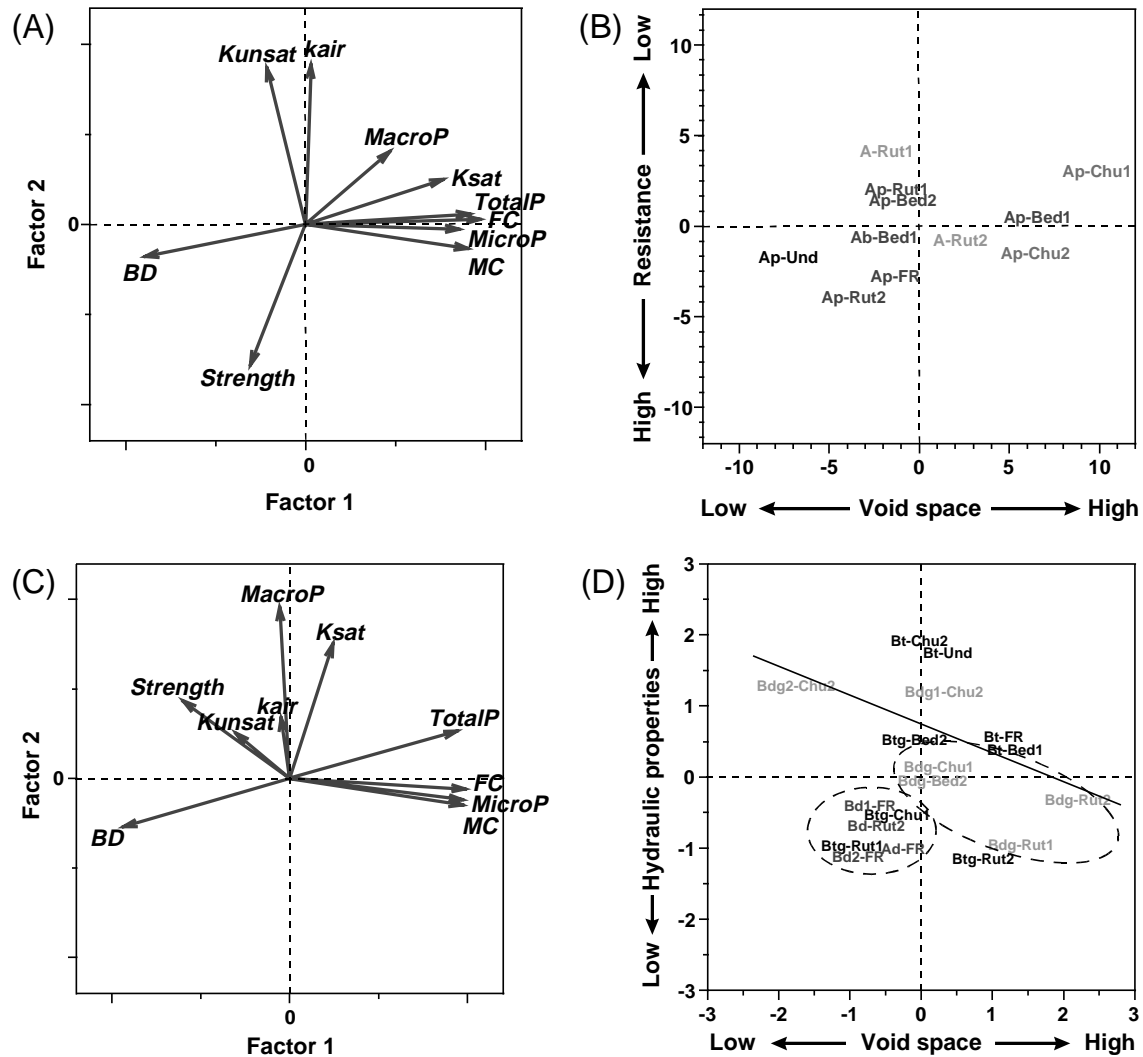 (A)
Kunsat
kair
MacroP
Ksat
TotalP
FC
MicroP
MC
BD
Strength
0
0
Factor 2
Factor 1
(B)
High
Resistance
Low
10
5
0
-5
-10
A-Rut1
Ap-Chu1
Ap-Rut1
Ap-Bed2
Ap-Bed1
Ab-Bed1
A-Rut2
Ap-Chu2
Ap-Und
Ap-FR
Ap-Rut2
-10 -5 0 5 10
Low Void space High
(C)
MacroP
Ksat
Strength
kair
Kunsat
TotalP
FC
MicroP
MC
BD
0
0
Factor 2
Factor 1
(D)
Low
Hydraulic properties
High
3
2
1
0
-1
-2
-3
Bt-Chu2
Bt-Und
Bdg2-Chu2
Bdg1-Chu2
Btg-Bed2
Bt-FR
Bt-Bed1
Bdg-Chu1
Bdg-Bed2
Bdg-Rut2
Bd1-FR
Btg-Chu1
Bd-Rut2
Btg-Rut1
Ad-FR
Bdg-Rut1
Bd2-FR
Btg-Rut2
-3 -2 -1 0 1 2 3
Low Void space High